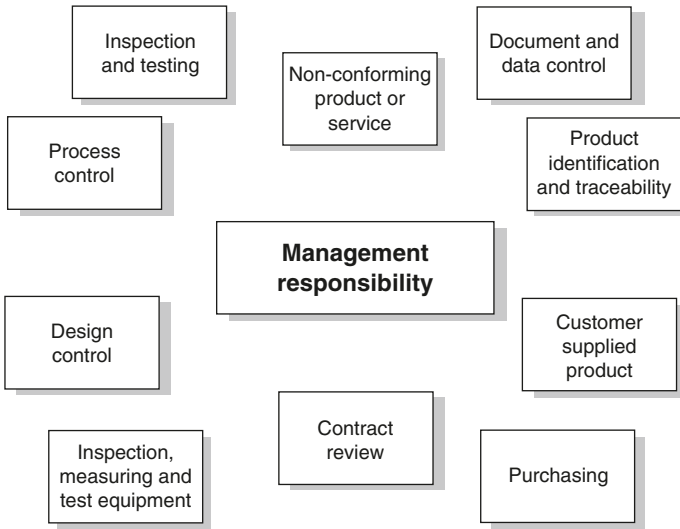 Inspection
and testing
Non-conforming
product or
service
Document and
data control
Process
control
Product
identification
and traceability
Management
responsibility
Design
control
Customer
supplied
product
Inspection,
measuring and
test equipment
Contract
review
Purchasing